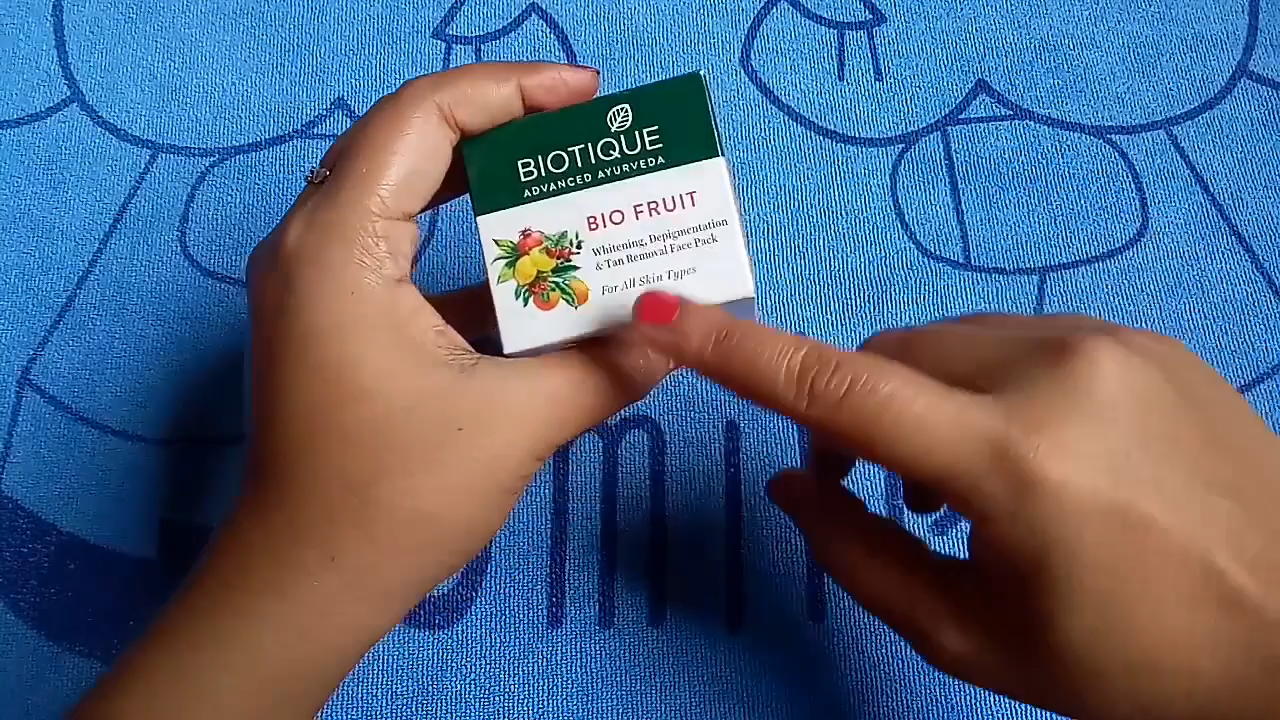 BIOTIQUE
ADVANCED AYURVEDA
BIO FRUIT
Whitening, Depigmentation
& Tan Removal Face Pack
For All Skin Types